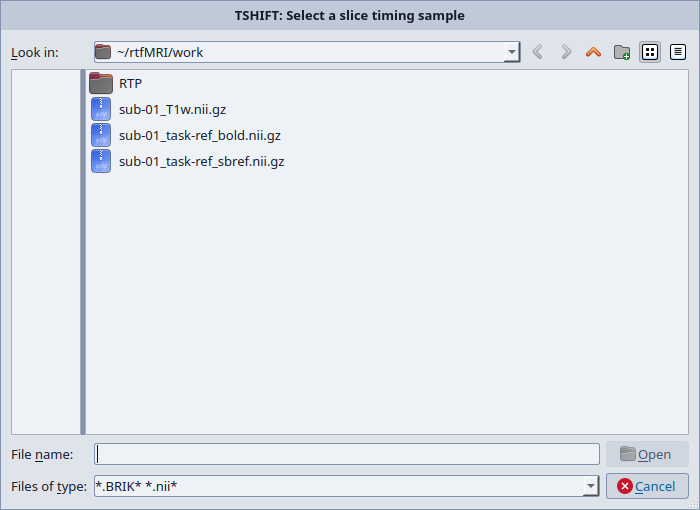 TSHIFT: Select a slice timing sample
Look in: ~/rtfMRI/work
RTP
sub-01_T1w.nii.gz
sub-01_task-ref_bold.nii.gz
sub-01_task-ref_sbref.nii.gz
File name: Open
Files of type: *.BRIK* *.nii* Cancel